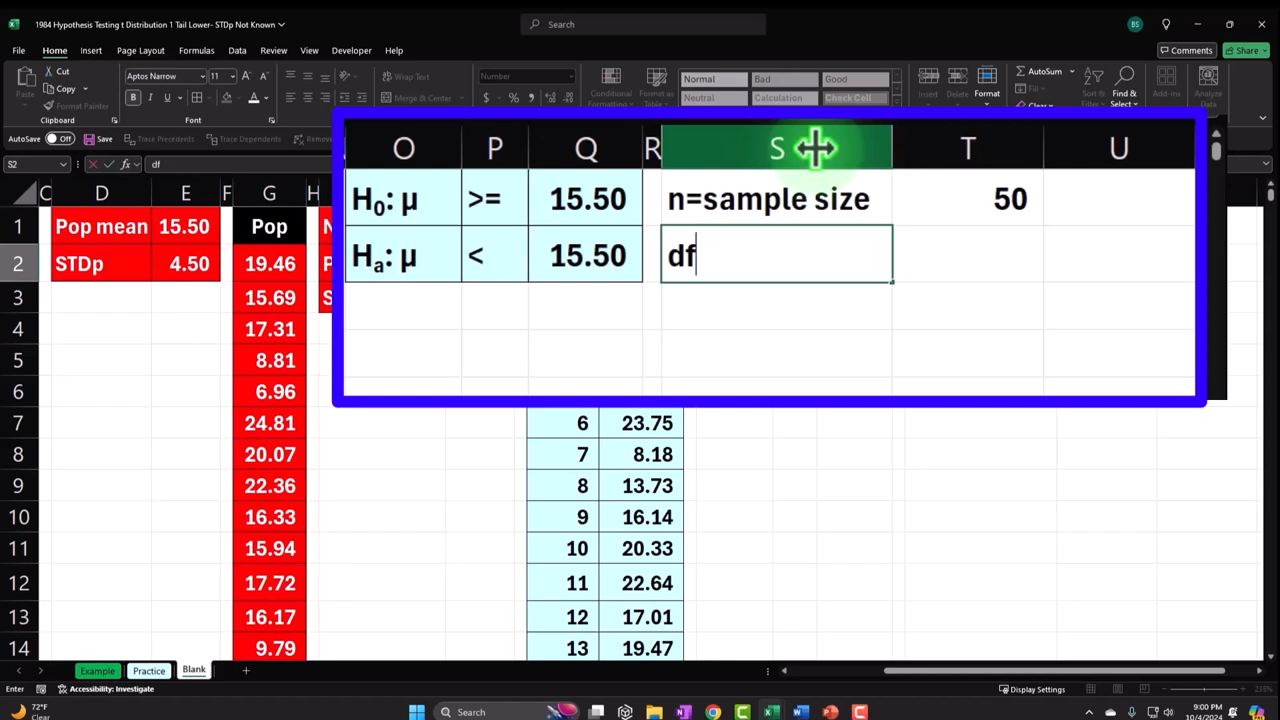 1984 Hypothesis Testing t Distribution 1 Tail Lower- STDp Not Known
Search
BS
File Home Insert Page Layout Formulas Data Review View Developer Help
Comments Share
Paste
Cut
Copy
Format Painter
Clipboard
Aptos Narrow 11
B I U
Font
Wrap Text
Merge & Center
Number
$ %
Conditional Formatting
Format as Table
Normal Bad Good
Neutral Calculation Check Cell
Insert Delete Format
AutoSum
Fill
Sort & Filter
Find & Select
Add-ins
Analyze Data
AutoSave Off Save Trace Precedents Trace Dependents
S2 fx df
C D E F G H
O P Q R S T U
1 Pop mean 15.50 Pop
H0: µ >= 15.50 n=sample size 50
2 STDp 4.50 19.46
Ha: µ < 15.50 df
3 15.69
4 17.31
5 8.81
6 6.96
7 24.81 6 23.75
8 20.07 7 8.18
9 22.36 8 13.73
10 16.33 9 16.14
11 15.94 10 20.33
12 17.72 11 22.64
13 16.17 12 17.01
14 9.79 13 19.47
Example Practice Blank +
Enter Accessibility: Investigate Display Settings
72°F
Clear
Search
9:00 PM
10/4/2024